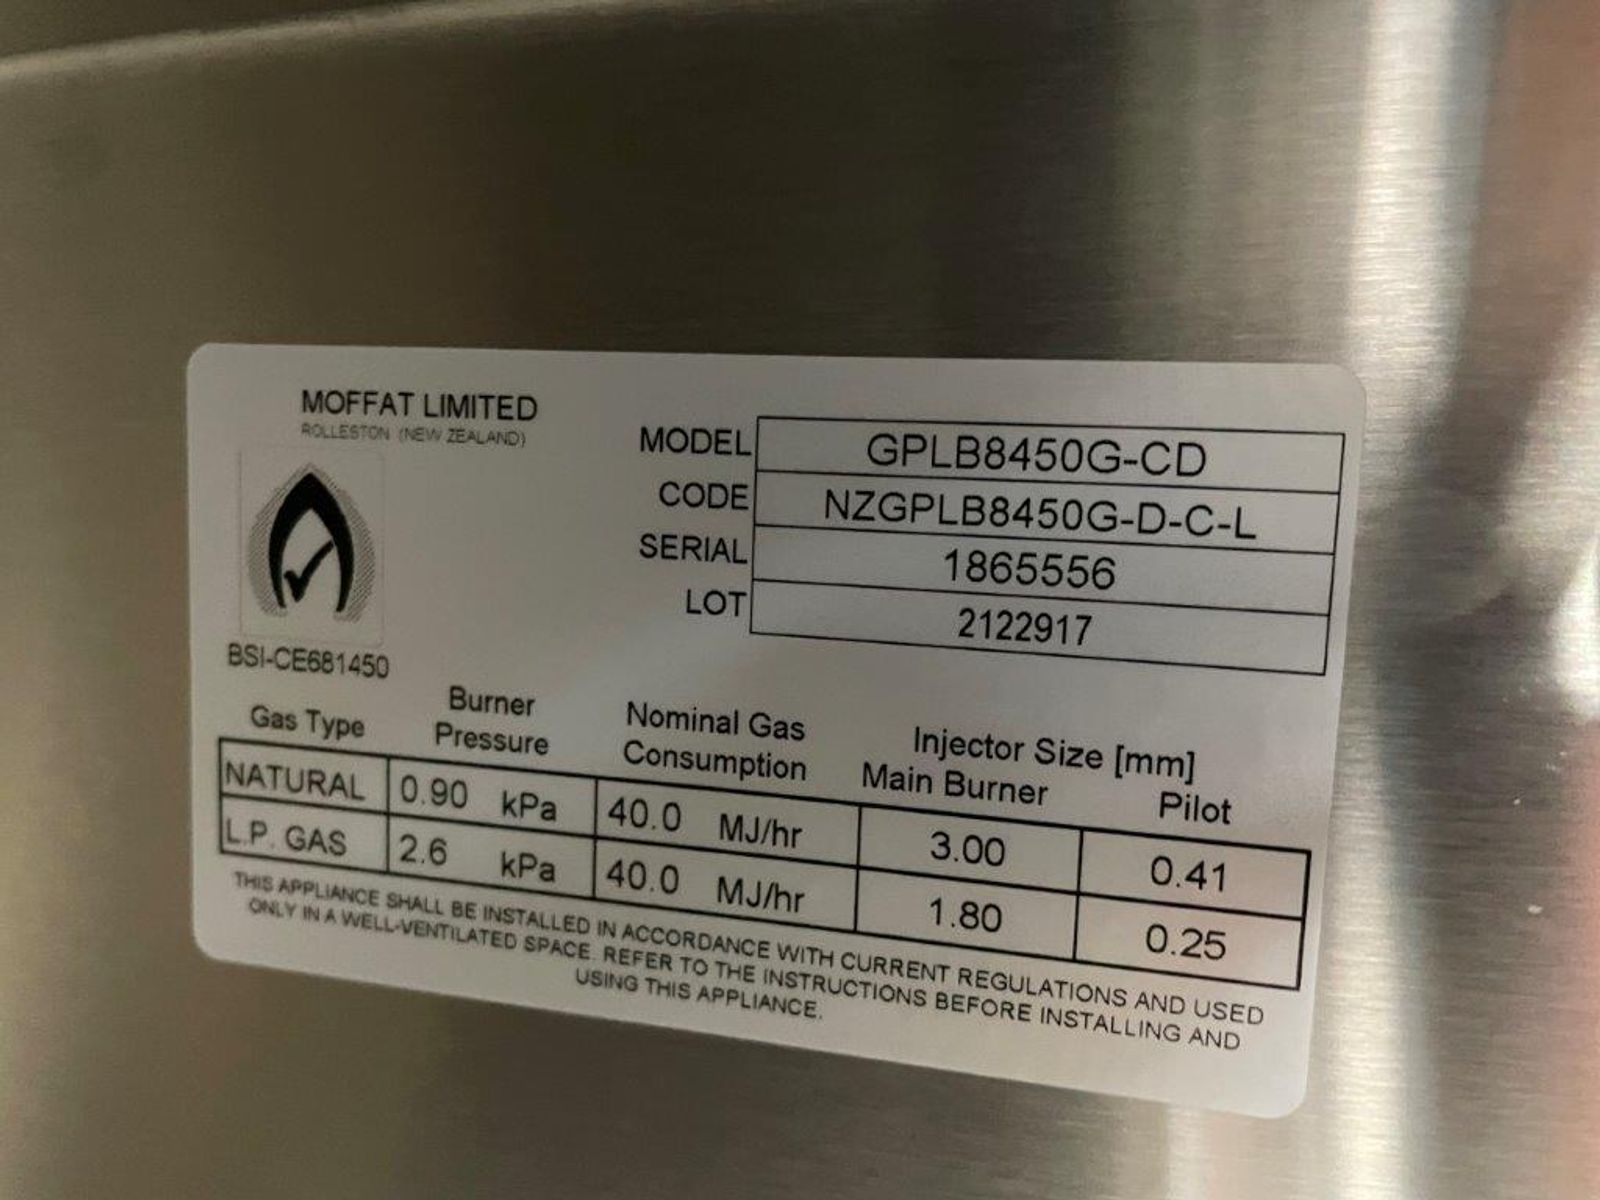 MOFFAT LIMITED
ROLLESTON (NEW ZEALAND)
MODEL GPLB8450G-CD
CODE NZGPLB8450G-D-C-L
SERIAL 1865556
LOT 2122917
BSI-CE681450
Gas Type Burner Pressure Nominal Gas Consumption Injector Size [mm]
Main Burner Pilot
NATURAL 0.90 kPa 40.0 MJ/hr 3.00 0.41
L.P. GAS 2.6 kPa 40.0 MJ/hr 1.80 0.25
THIS APPLIANCE SHALL BE INSTALLED IN ACCORDANCE WITH CURRENT REGULATIONS AND USED
ONLY IN A WELL-VENTILATED SPACE. REFER TO THE INSTRUCTIONS BEFORE INSTALLING AND
USING THIS APPLIANCE.